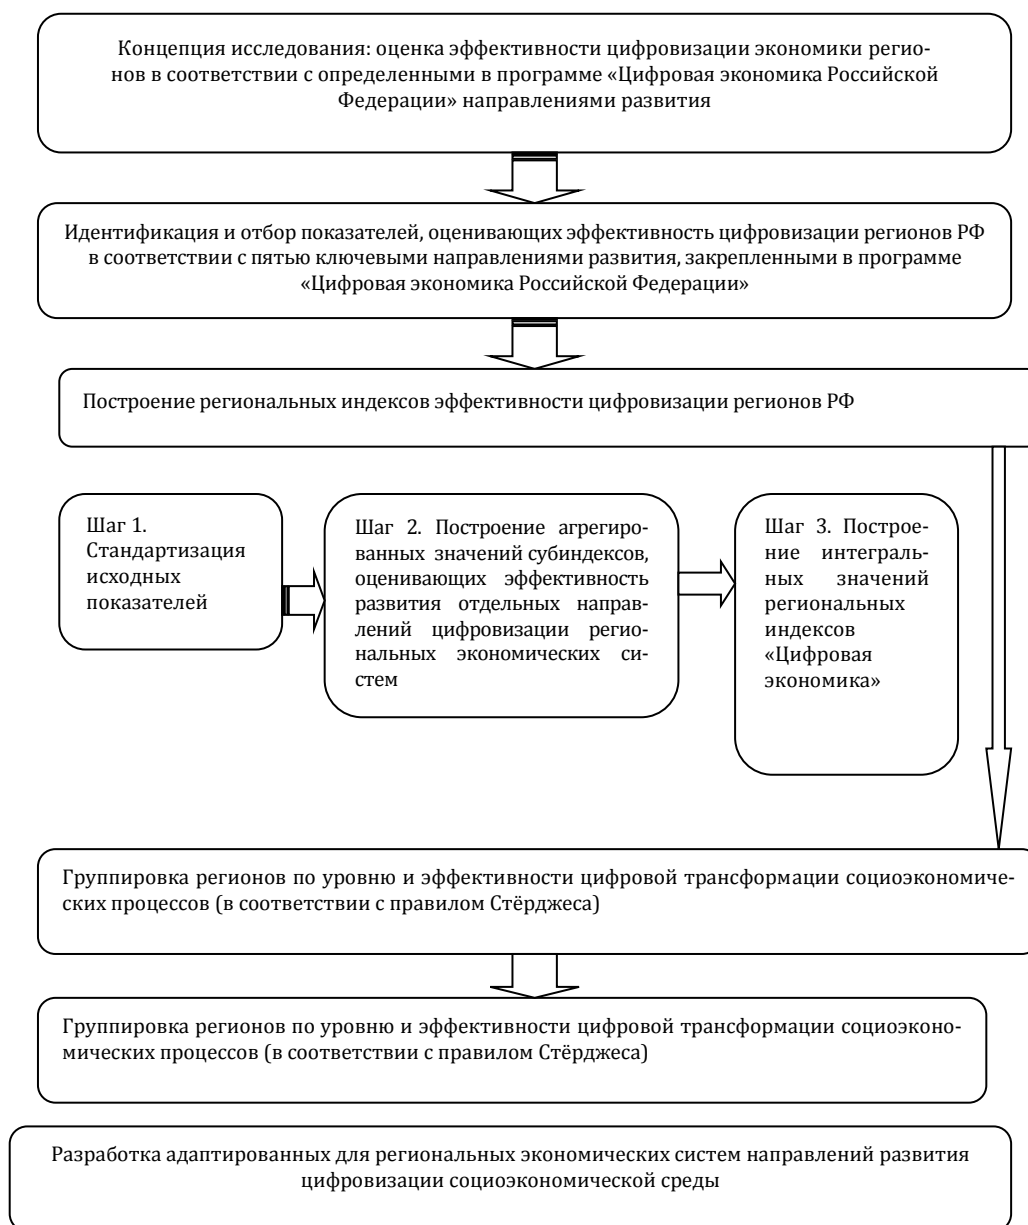 Концепция исследования: оценка эффективности цифровизации экономики регио-
нов в соответствии с определенными в программе «Цифровая экономика Российской
Федерации» направлениями развития
Идентификация и отбор показателей, оценивающих эффективность цифровизации регионов РФ
в соответствии с пятью ключевыми направлениями развития, закрепленными в программе
«Цифровая экономика Российской Федерации»
Построение региональных индексов эффективности цифровизации регионов РФ
Шаг 1.
Стандартизация
исходных
показателей
Шаг 2. Построение агрегиро-
ванных значений субиндексов,
оценивающих эффективность
развития отдельных направ-
лений цифровизации регио-
нальных экономических си-
стем
Шаг 3. Построе-
ние интеграль-
ных значений
региональных
индексов
«Цифровая
экономика»
Группировка регионов по уровню и эффективности цифровой трансформации социоэкономиче-
ских процессов (в соответствии с правилом Стёрджеса)
Группировка регионов по уровню и эффективности цифровой трансформации социоэконо-
мических процессов (в соответствии с правилом Стёрджеса)
Разработка адаптированных для региональных экономических систем направлений развития
цифровизации социоэкономической среды